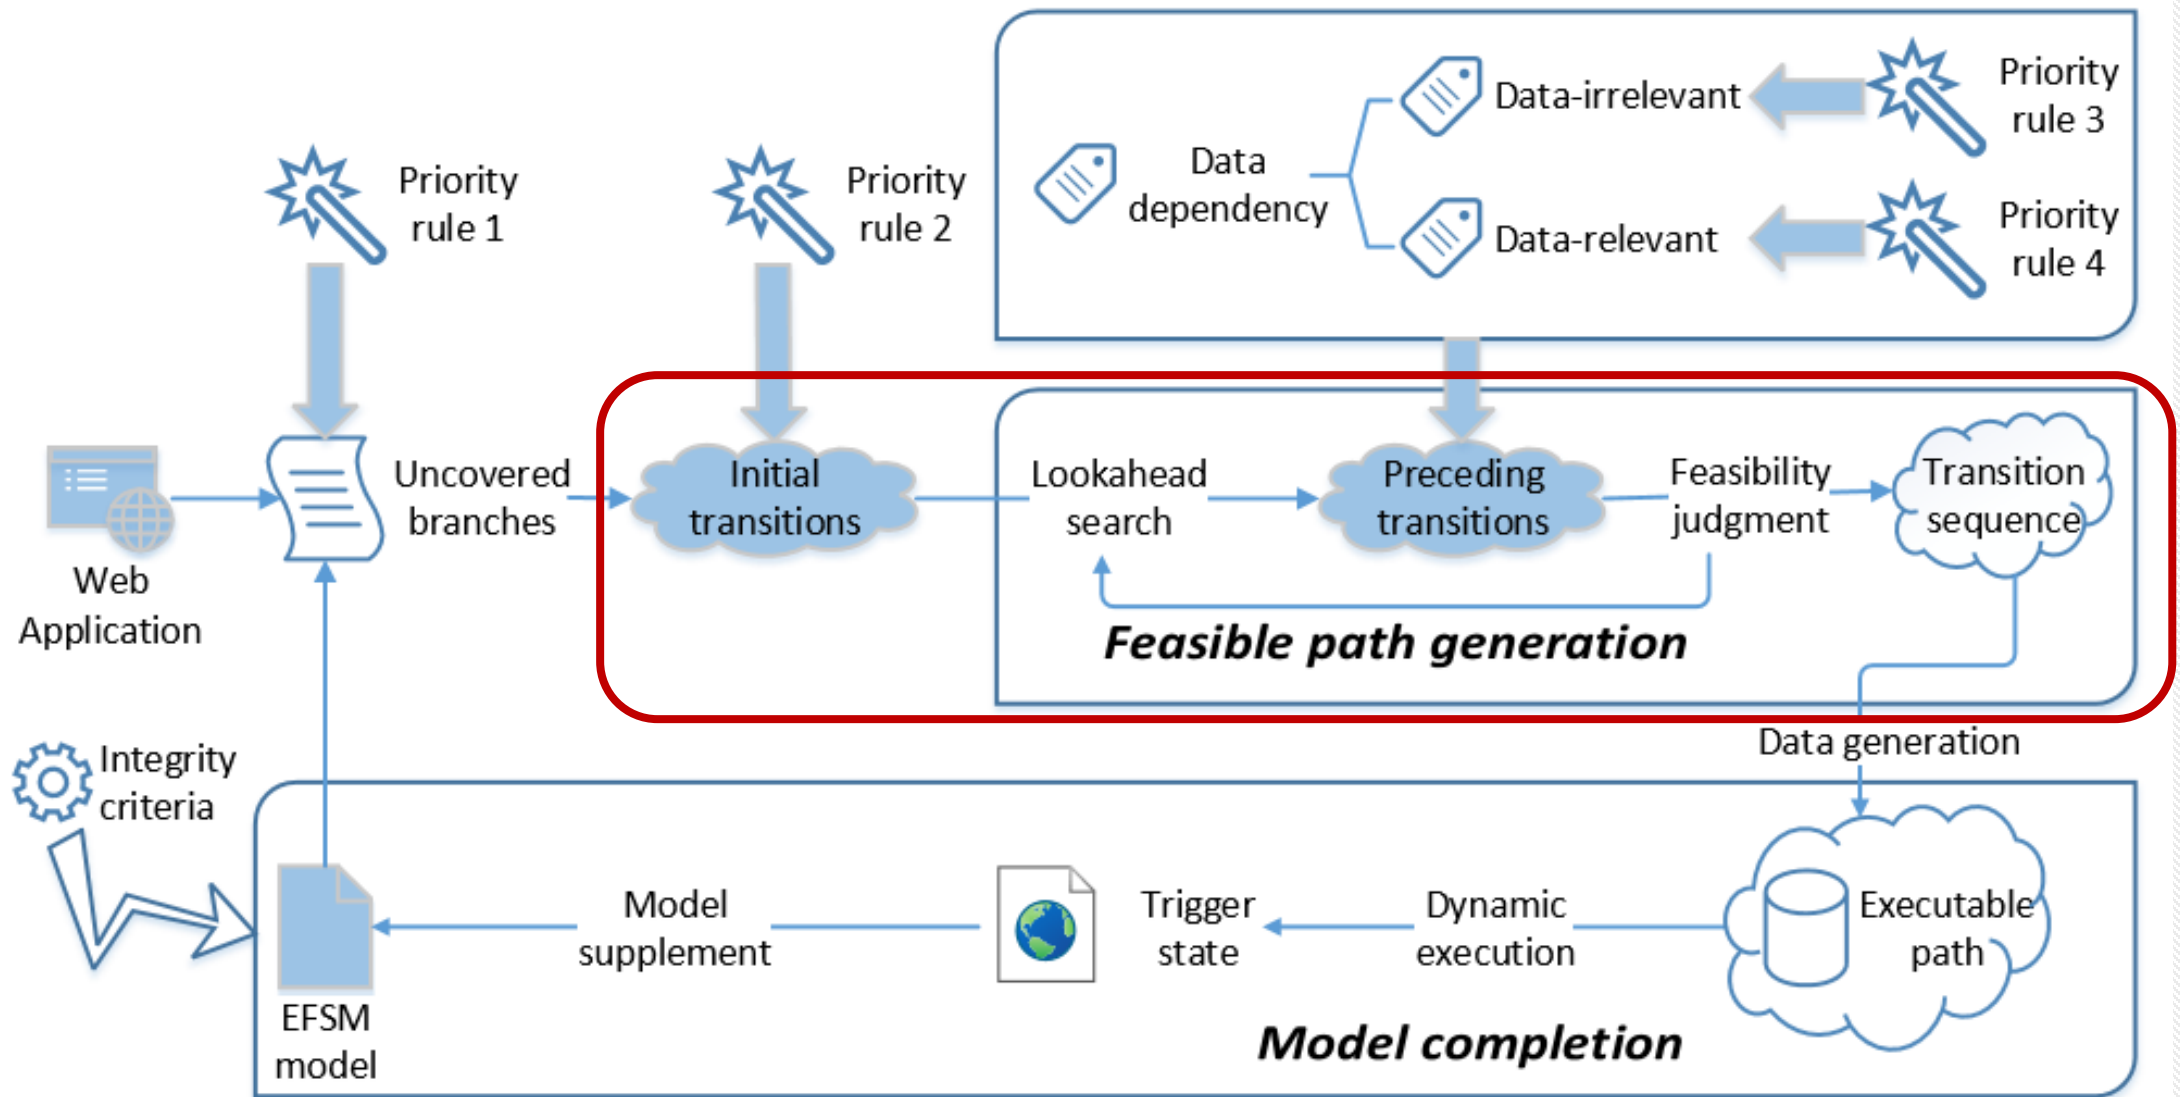 Priority
rule 1
Priority
rule 2
Data
dependency
Data-irrelevant
Data-relevant
Priority
rule 3
Priority
rule 4
Web
Application
Uncovered
branches
Initial
transitions
Lookahead
search
Preceding
transitions
Feasibility
judgment
Transition
sequence
Feasible path generation
Data generation
Integrity
criteria
EFSM
model
Model
supplement
Trigger
state
Dynamic
execution
Executable
path
Model completion